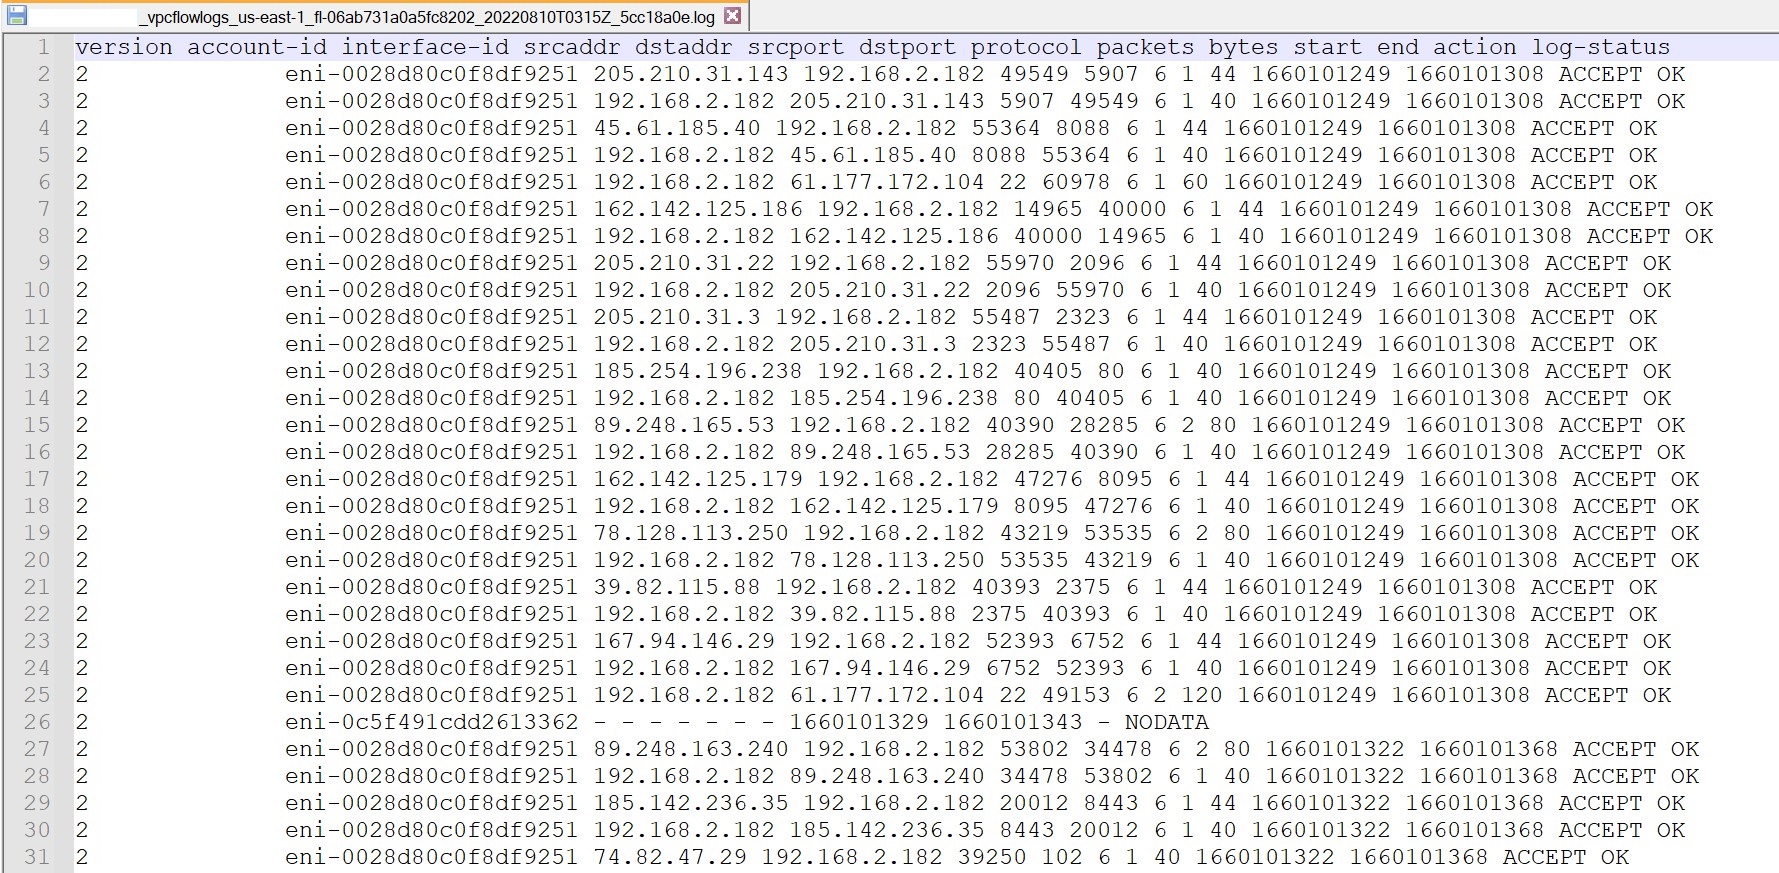 _vpcflowlogs_us-east-1_fl-06ab731a0a5fc8202_20220810T0315Z_5cc18a0e.log
1 version account-id interface-id srcaddr dstaddr srcport dstport protocol packets bytes start end action log-status
2 2 eni-0028d80c0f8df9251 205.210.31.143 192.168.2.182 49549 5907 6 1 44 1660101249 1660101308 ACCEPT OK
3 2 eni-0028d80c0f8df9251 192.168.2.182 205.210.31.143 5907 49549 6 1 40 1660101249 1660101308 ACCEPT OK
4 2 eni-0028d80c0f8df9251 45.61.185.40 192.168.2.182 55364 8088 6 1 44 1660101249 1660101308 ACCEPT OK
5 2 eni-0028d80c0f8df9251 192.168.2.182 45.61.185.40 8088 55364 6 1 40 1660101249 1660101308 ACCEPT OK
6 2 eni-0028d80c0f8df9251 192.168.2.182 61.177.172.104 22 60978 6 1 60 1660101249 1660101308 ACCEPT OK
7 2 eni-0028d80c0f8df9251 162.142.125.186 192.168.2.182 14965 40000 6 1 44 1660101249 1660101308 ACCEPT OK
8 2 eni-0028d80c0f8df9251 192.168.2.182 162.142.125.186 40000 14965 6 1 40 1660101249 1660101308 ACCEPT OK
9 2 eni-0028d80c0f8df9251 205.210.31.22 192.168.2.182 55970 2096 6 1 44 1660101249 1660101308 ACCEPT OK
10 2 eni-0028d80c0f8df9251 192.168.2.182 205.210.31.22 2096 55970 6 1 40 1660101249 1660101308 ACCEPT OK
11 2 eni-0028d80c0f8df9251 205.210.31.3 192.168.2.182 55487 2323 6 1 44 1660101249 1660101308 ACCEPT OK
12 2 eni-0028d80c0f8df9251 192.168.2.182 205.210.31.3 2323 55487 6 1 40 1660101249 1660101308 ACCEPT OK
13 2 eni-0028d80c0f8df9251 185.254.196.238 192.168.2.182 40405 80 6 1 40 1660101249 1660101308 ACCEPT OK
14 2 eni-0028d80c0f8df9251 192.168.2.182 185.254.196.238 80 40405 6 1 40 1660101249 1660101308 ACCEPT OK
15 2 eni-0028d80c0f8df9251 89.248.165.53 192.168.2.182 40390 28285 6 2 80 1660101249 1660101308 ACCEPT OK
16 2 eni-0028d80c0f8df9251 192.168.2.182 89.248.165.53 28285 40390 6 1 40 1660101249 1660101308 ACCEPT OK
17 2 eni-0028d80c0f8df9251 162.142.125.179 192.168.2.182 47276 8095 6 1 44 1660101249 1660101308 ACCEPT OK
18 2 eni-0028d80c0f8df9251 192.168.2.182 162.142.125.179 8095 47276 6 1 40 1660101249 1660101308 ACCEPT OK
19 2 eni-0028d80c0f8df9251 78.128.113.250 192.168.2.182 43219 53535 6 2 80 1660101249 1660101308 ACCEPT OK
20 2 eni-0028d80c0f8df9251 192.168.2.182 78.128.113.250 53535 43219 6 1 40 1660101249 1660101308 ACCEPT OK
21 2 eni-0028d80c0f8df9251 39.82.115.88 192.168.2.182 40393 2375 6 1 44 1660101249 1660101308 ACCEPT OK
22 2 eni-0028d80c0f8df9251 192.168.2.182 39.82.115.88 2375 40393 6 1 40 1660101249 1660101308 ACCEPT OK
23 2 eni-0028d80c0f8df9251 167.94.146.29 192.168.2.182 52393 6752 6 1 44 1660101249 1660101308 ACCEPT OK
24 2 eni-0028d80c0f8df9251 192.168.2.182 167.94.146.29 6752 52393 6 1 40 1660101249 1660101308 ACCEPT OK
25 2 eni-0028d80c0f8df9251 192.168.2.182 61.177.172.104 22 49153 6 2 120 1660101249 1660101308 ACCEPT OK
26 2 eni-0c5f491cdd2613362 - - - - - - - 1660101329 1660101343 - NODATA
27 2 eni-0028d80c0f8df9251 89.248.163.240 192.168.2.182 53802 34478 6 2 80 1660101322 1660101368 ACCEPT OK
28 2 eni-0028d80c0f8df9251 192.168.2.182 89.248.163.240 34478 53802 6 1 40 1660101322 1660101368 ACCEPT OK
29 2 eni-0028d80c0f8df9251 185.142.236.35 192.168.2.182 20012 8443 6 1 44 1660101322 1660101368 ACCEPT OK
30 2 eni-0028d80c0f8df9251 192.168.2.182 185.142.236.35 8443 20012 6 1 40 1660101322 1660101368 ACCEPT OK
31 2 eni-0028d80c0f8df9251 74.82.47.29 192.168.2.182 39250 102 6 1 40 1660101322 1660101368 ACCEPT OK